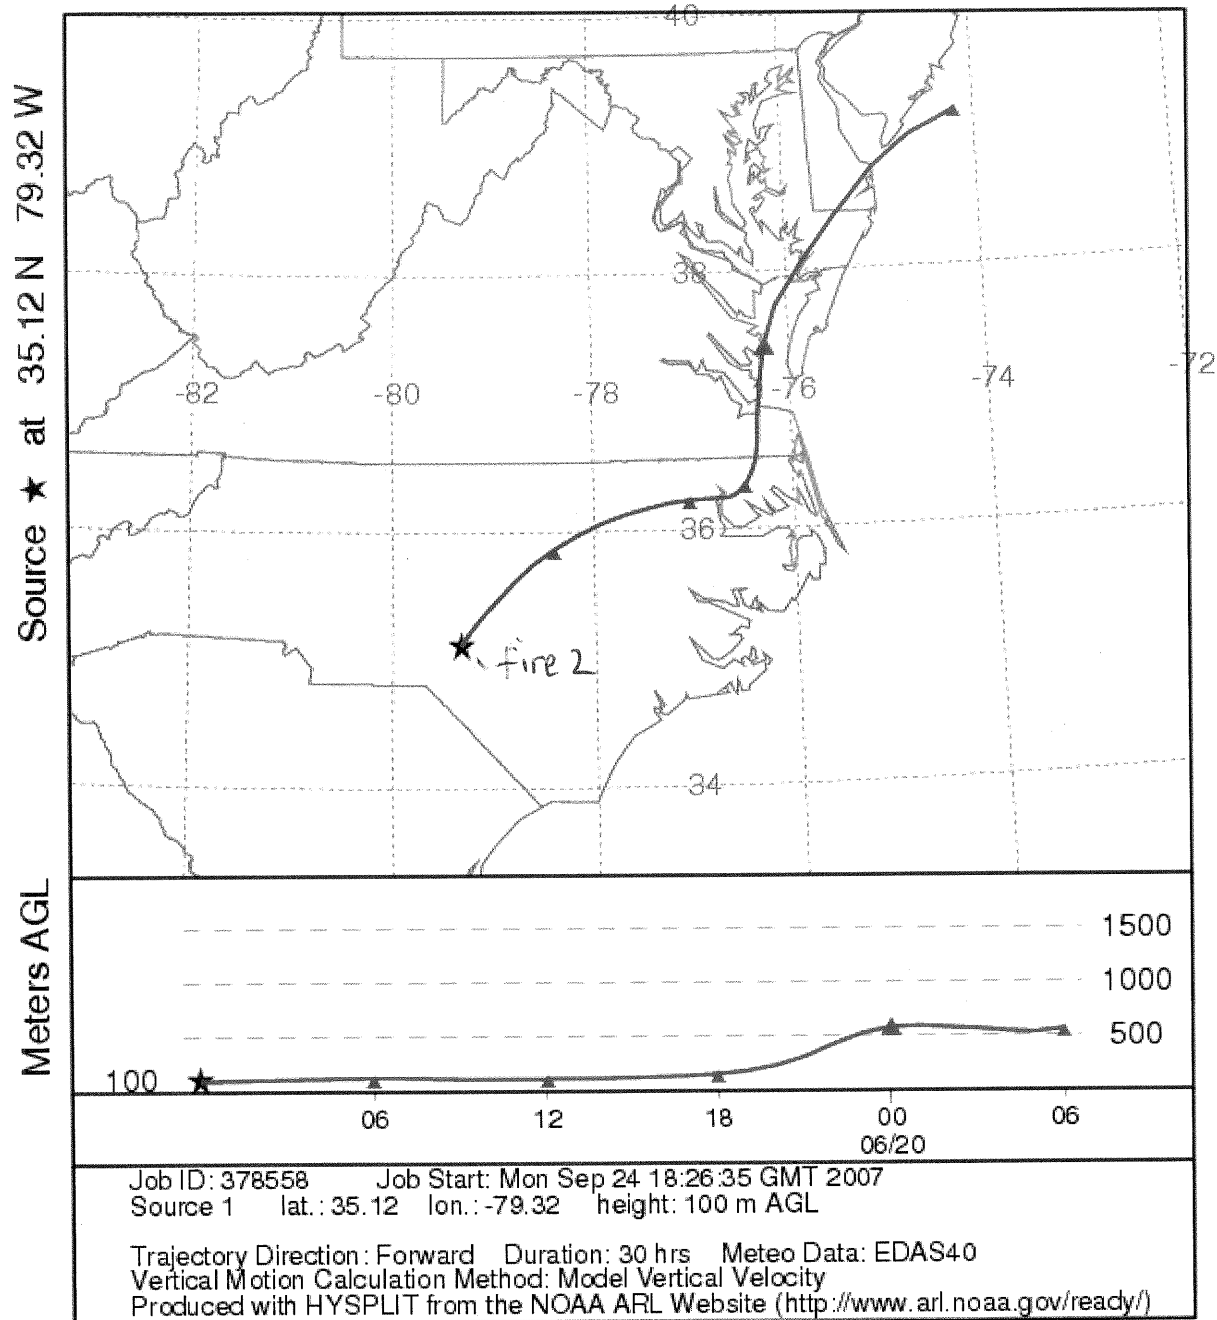 Source ★ at 35.12 N 79.32 W
40
38
-82
-80
-78
-76
-74
-72
36
fire 2
34
Meters AGL
1500
1000
500
100
06
12
18
00
06
06/20
Job ID: 378558 Job Start: Mon Sep 24 18:26:35 GMT 2007
Source 1 lat.: 35.12 lon.: -79.32 height: 100 m AGL
Trajectory Direction: Forward Duration: 30 hrs Meteo Data: EDAS40
Vertical Motion Calculation Method: Model Vertical Velocity
Produced with HYSPLIT from the NOAA ARL Website (http://www.arl.noaa.gov/ready/)